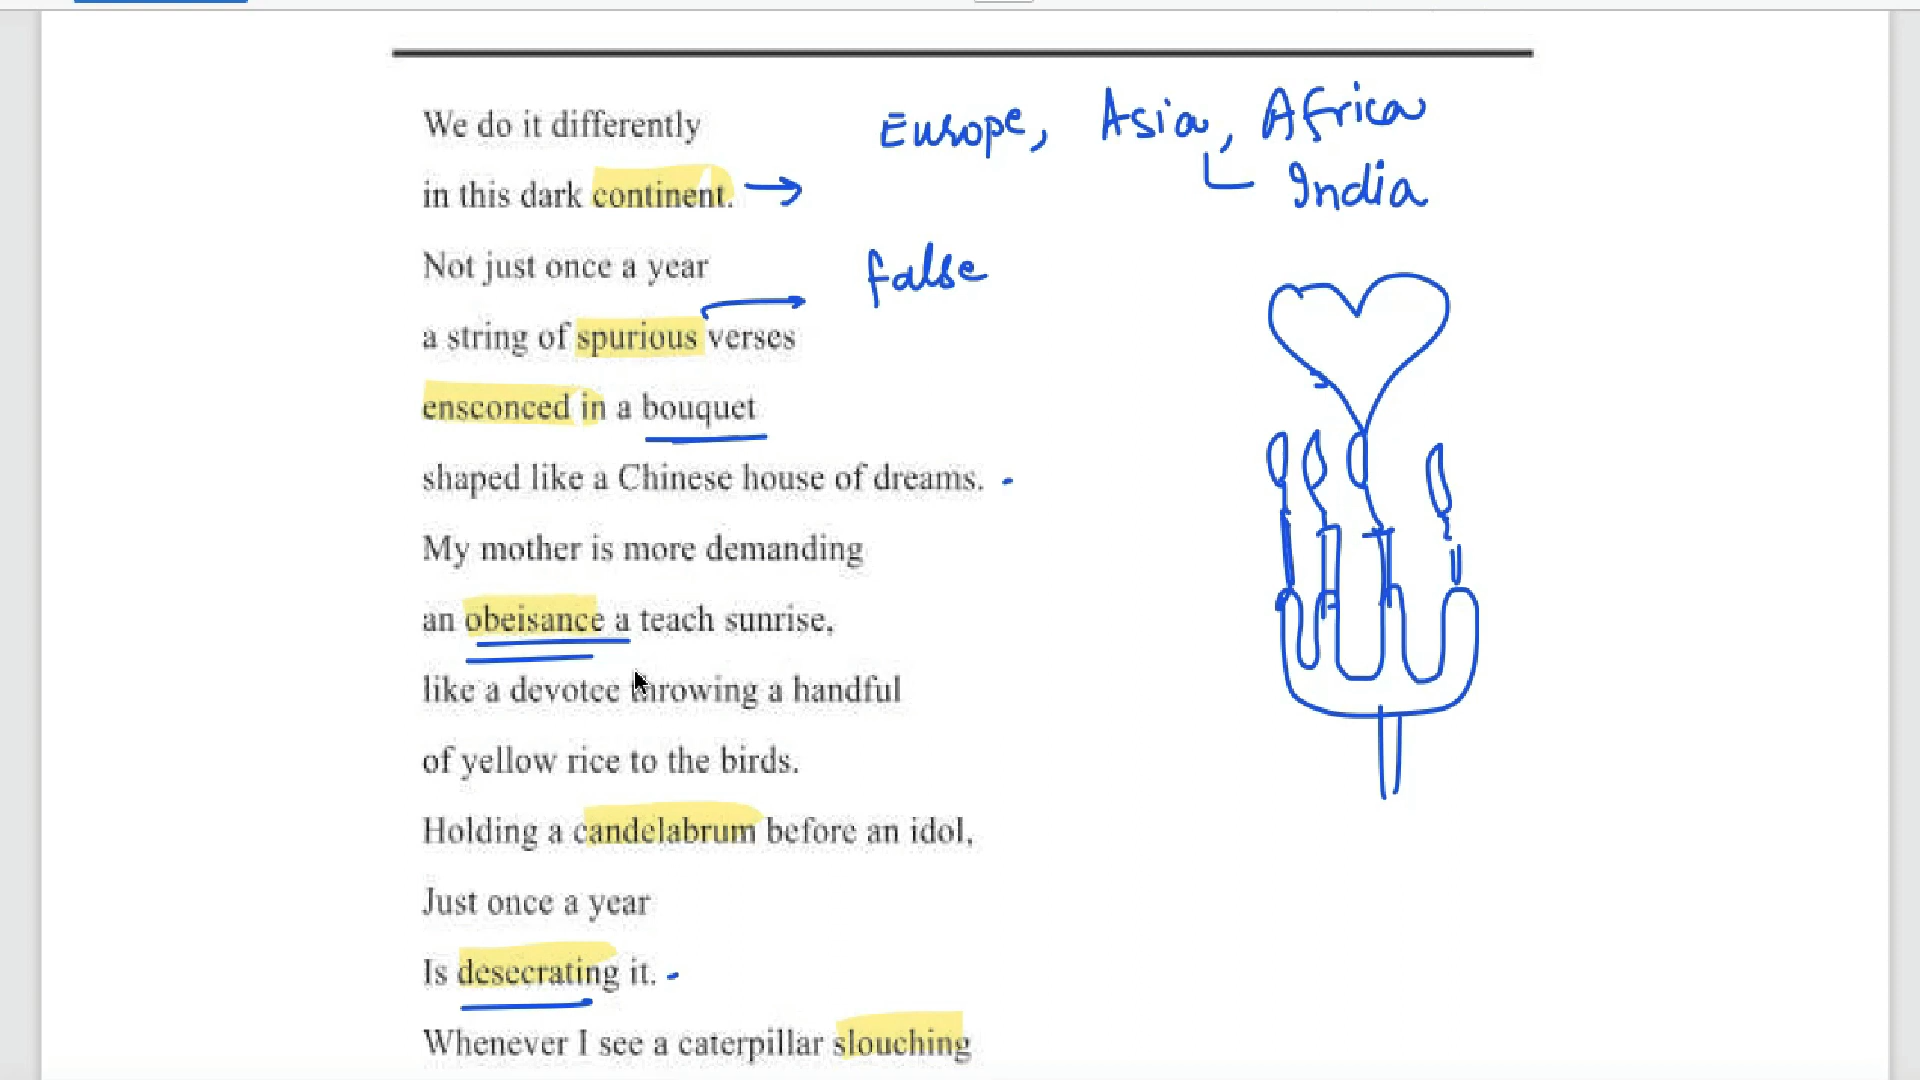 We do it differently
Europe, Asia, Africa
in this dark continent.
India
Not just once a year
false
a string of spurious verses
ensconced in a bouquet
shaped like a Chinese house of dreams.
My mother is more demanding
an obeisance a teach sunrise,
like a devotee throwing a handful
of yellow rice to the birds.
Holding a candelabrum before an idol,
Just once a year
Is desecrating it.
Whenever I see a caterpillar slouching